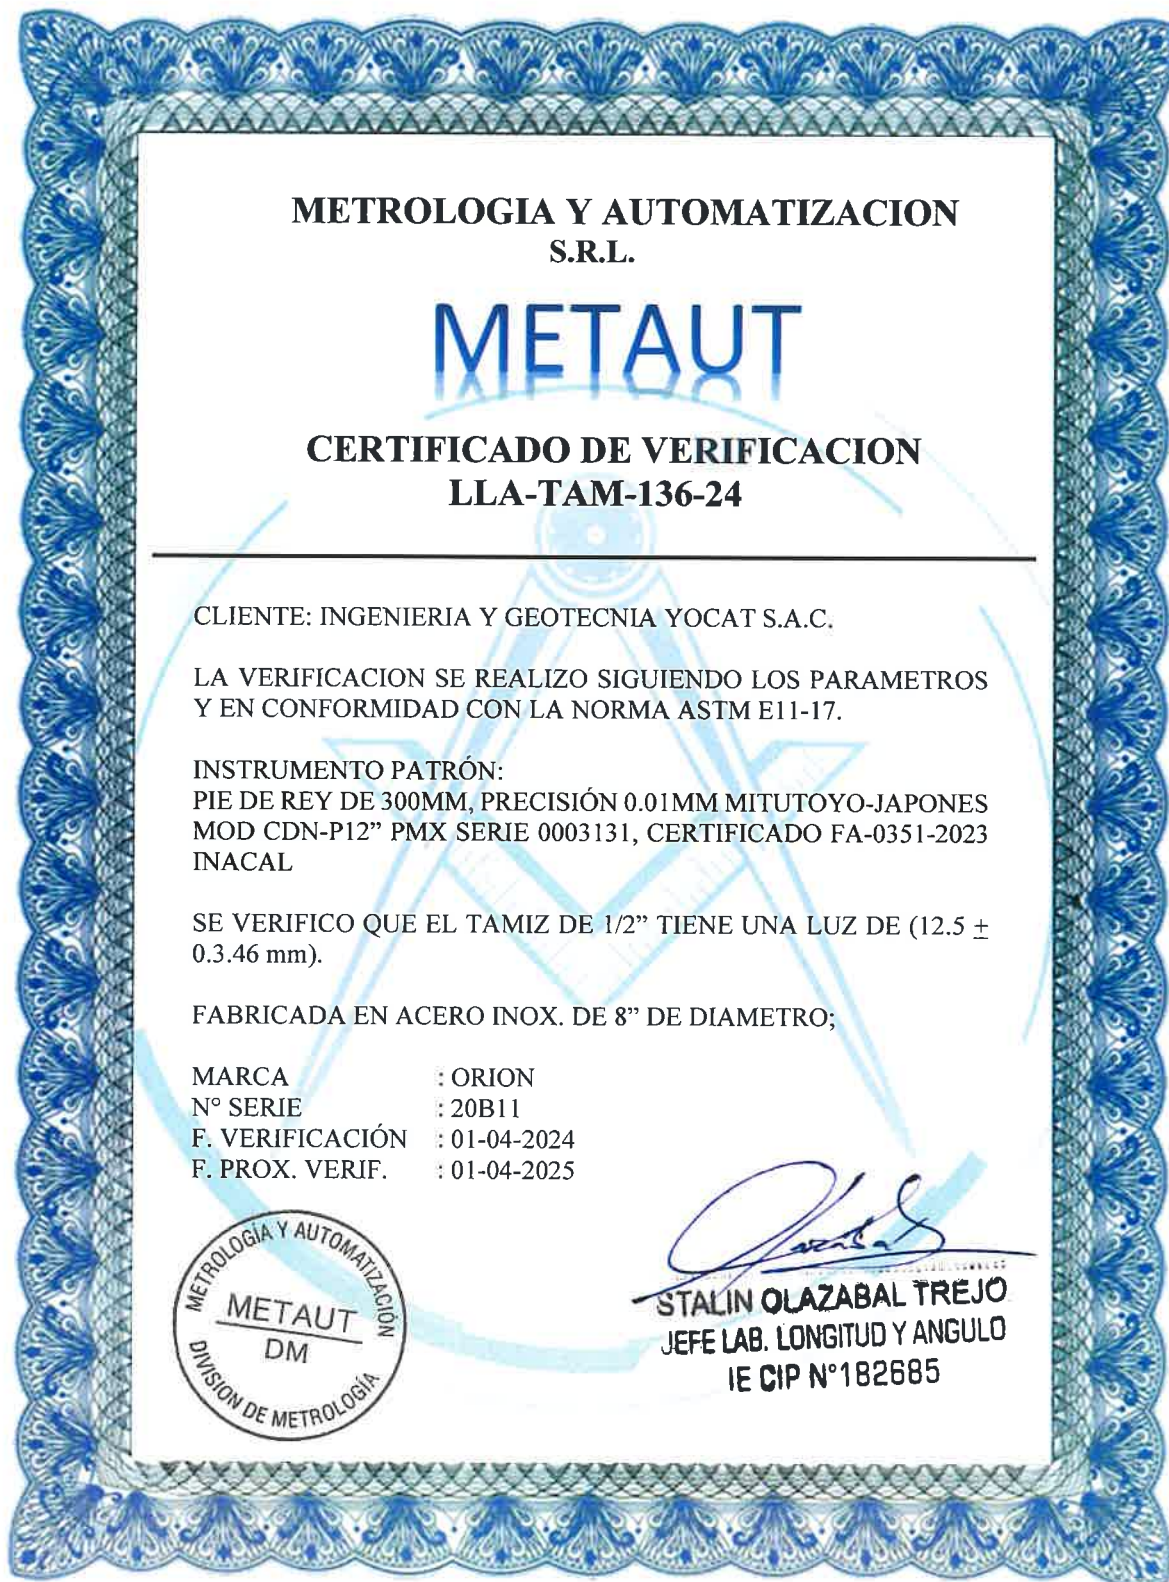 METROLOGIA Y AUTOMATIZACION
S.R.L.
METAUT
CERTIFICADO DE VERIFICACION
LLA-TAM-136-24
CLIENTE: INGENIERIA Y GEOTECNIA YOCAT S.A.C.
LA VERIFICACION SE REALIZO SIGUIENDO LOS PARAMETROS
Y EN CONFORMIDAD CON LA NORMA ASTM E11-17.
INSTRUMENTO PATRÓN:
PIE DE REY DE 300MM, PRECISIÓN 0.01MM MITUTOYO-JAPONES
MOD CDN-P12” PMX SERIE 0003131, CERTIFICADO FA-0351-2023
INACAL
SE VERIFICO QUE EL TAMIZ DE 1/2” TIENE UNA LUZ DE (12.5 ±
0.3.46 mm).
FABRICADA EN ACERO INOX. DE 8” DE DIAMETRO;
MARCA : ORION
N° SERIE : 20B11
F. VERIFICACIÓN : 01-04-2024
F. PROX. VERIF. : 01-04-2025
METROLOGÍA Y AUTOMATIZACIÓN
METAUT
DM
DIVISION DE METROLOGÍA
STALIN OLAZABAL TREJO
JEFE LAB. LONGITUD Y ANGULO
IE CIP N°182685